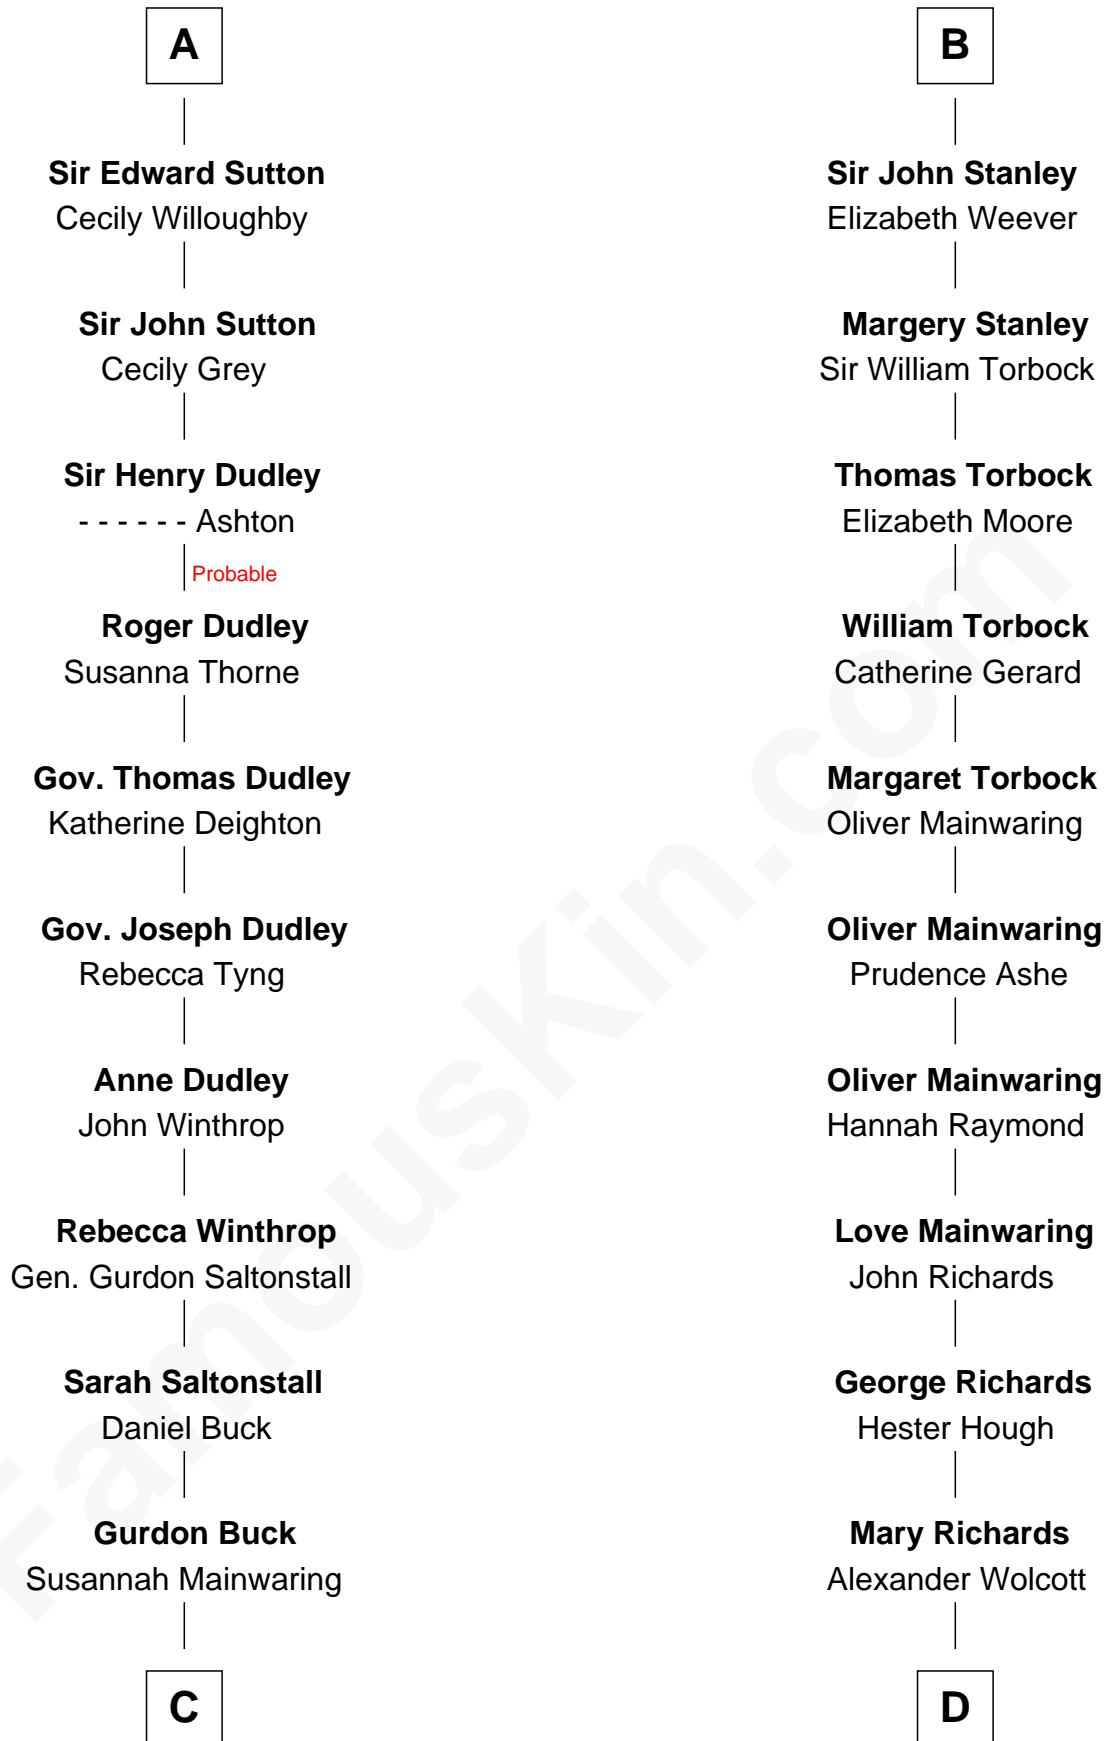 A
Sir Edward Sutton
Cecily Willoughby
Sir John Sutton
Cecily Grey
Sir Henry Dudley
- - - - - - Ashton
Probable
Roger Dudley
Susanna Thorne
Gov. Thomas Dudley
Katherine Deighton
Gov. Joseph Dudley
Rebecca Tyng
Anne Dudley
John Winthrop
Rebecca Winthrop
Gen. Gurdon Saltonstall
Sarah Saltonstall
Daniel Buck
Gurdon Buck
Susannah Mainwaring
C
B
Sir John Stanley
Elizabeth Weever
Margery Stanley
Sir William Torbock
Thomas Torbock
Elizabeth Moore
William Torbock
Catherine Gerard
Margaret Torbock
Oliver Mainwaring
Oliver Mainwaring
Prudence Ashe
Oliver Mainwaring
Hannah Raymond
Love Mainwaring
John Richards
George Richards
Hester Hough
Mary Richards
Alexander Wolcott
D
FamousKin.com